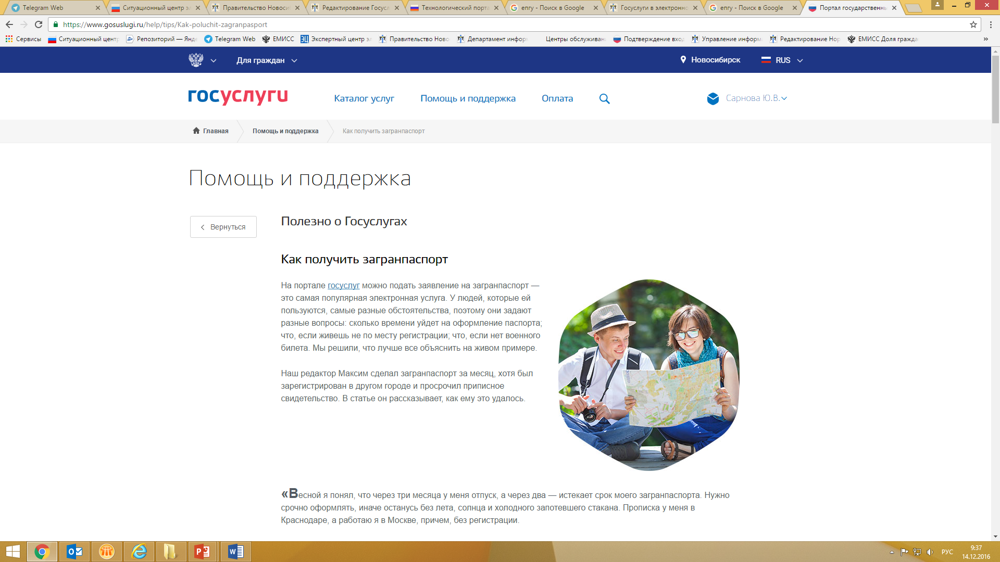 Telegram Web
Ситуационный центр э
Правительство Новоси
Редактирование Госусл
Технологический порта
епгу - Поиск в Google
Госуслуги в электронно
епгу - Поиск в Google
Портал государственны
https://www.gosuslugi.ru/help/tips/Kak-poluchit-zagranpasport
Сервисы
Ситуационный центр
Репозиторий — Янде
Telegram Web
ЕМИСС
Экспертный центр эл
Правительство Ново
Департамент информ
Центры обслуживан
Подтверждение вход
Управление информ
Редактирование Нор
ЕМИСС Доля гражда
»
Для граждан
Новосибирск
RUS
госуслуги
Каталог услуг
Помощь и поддержка
Оплата
Сарнова Ю.В.
Главная
Помощь и поддержка
Как получить загранпаспорт
Помощь и поддержка
Вернуться
Полезно о Госуслугах
Как получить загранпаспорт
На портале госуслуг можно подать заявление на загранпаспорт —
это самая популярная электронная услуга. У людей, которые ей
пользуются, самые разные обстоятельства, поэтому они задают
разные вопросы: сколько времени уйдет на оформление паспорта;
что, если живешь не по месту регистрации; что, если нет военного
билета. Мы решили, что лучше все объяснить на живом примере.
Наш редактор Максим сделал загранпаспорт за месяц, хотя был
зарегистрирован в другом городе и просрочил приписное
свидетельство. В статье он рассказывает, как ему это удалось.
«Весной я понял, что через три месяца у меня отпуск, а через два — истекает срок моего загранпаспорта. Нужно
срочно оформлять, иначе останусь без лета, солнца и холодного запотевшего стакана. Прописка у меня в
Краснодаре, а работаю я в Москве, причем, без регистрации.
РУС
9:37
14.12.2016